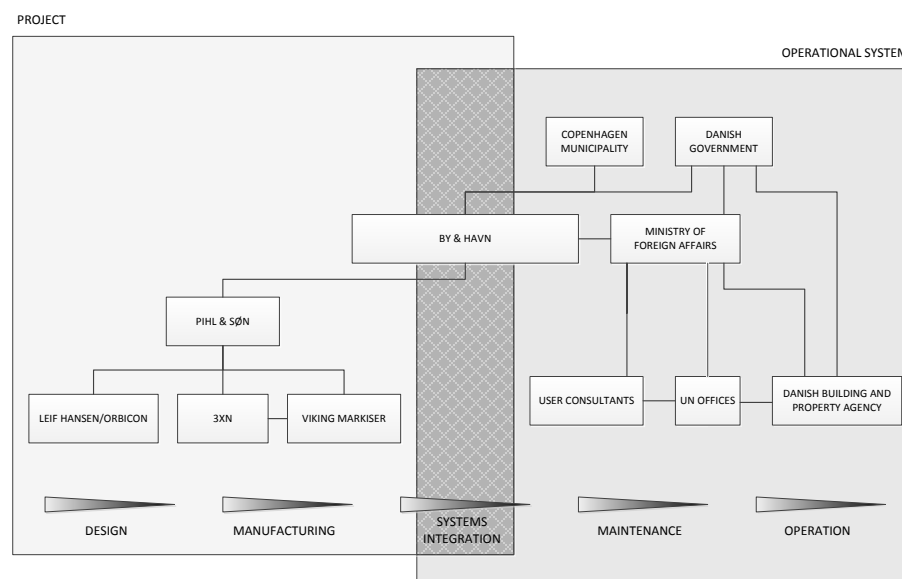 PROJECT
OPERATIONAL SYSTEM
COPENHAGEN
MUNICIPALITY
DANISH
GOVERNMENT
BY & HAVN
MINISTRY OF
FOREIGN AFFAIRS
PIHL & SØN
LEIF HANSEN/ORBICON
3XN
VIKING MARKISER
USER CONSULTANTS
UN OFFICES
DANISH BUILDING AND
PROPERTY AGENCY
DESIGN
MANUFACTURING
SYSTEMS
INTEGRATION
MAINTENANCE
OPERATION